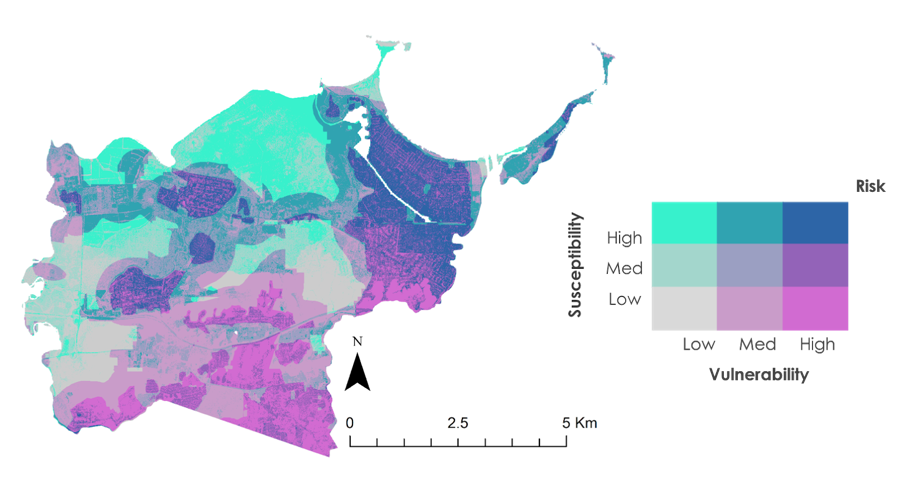 Risk
Susceptibility
High
Med
Low
Low Med High
Vulnerability
N
0 2.5 5 Km